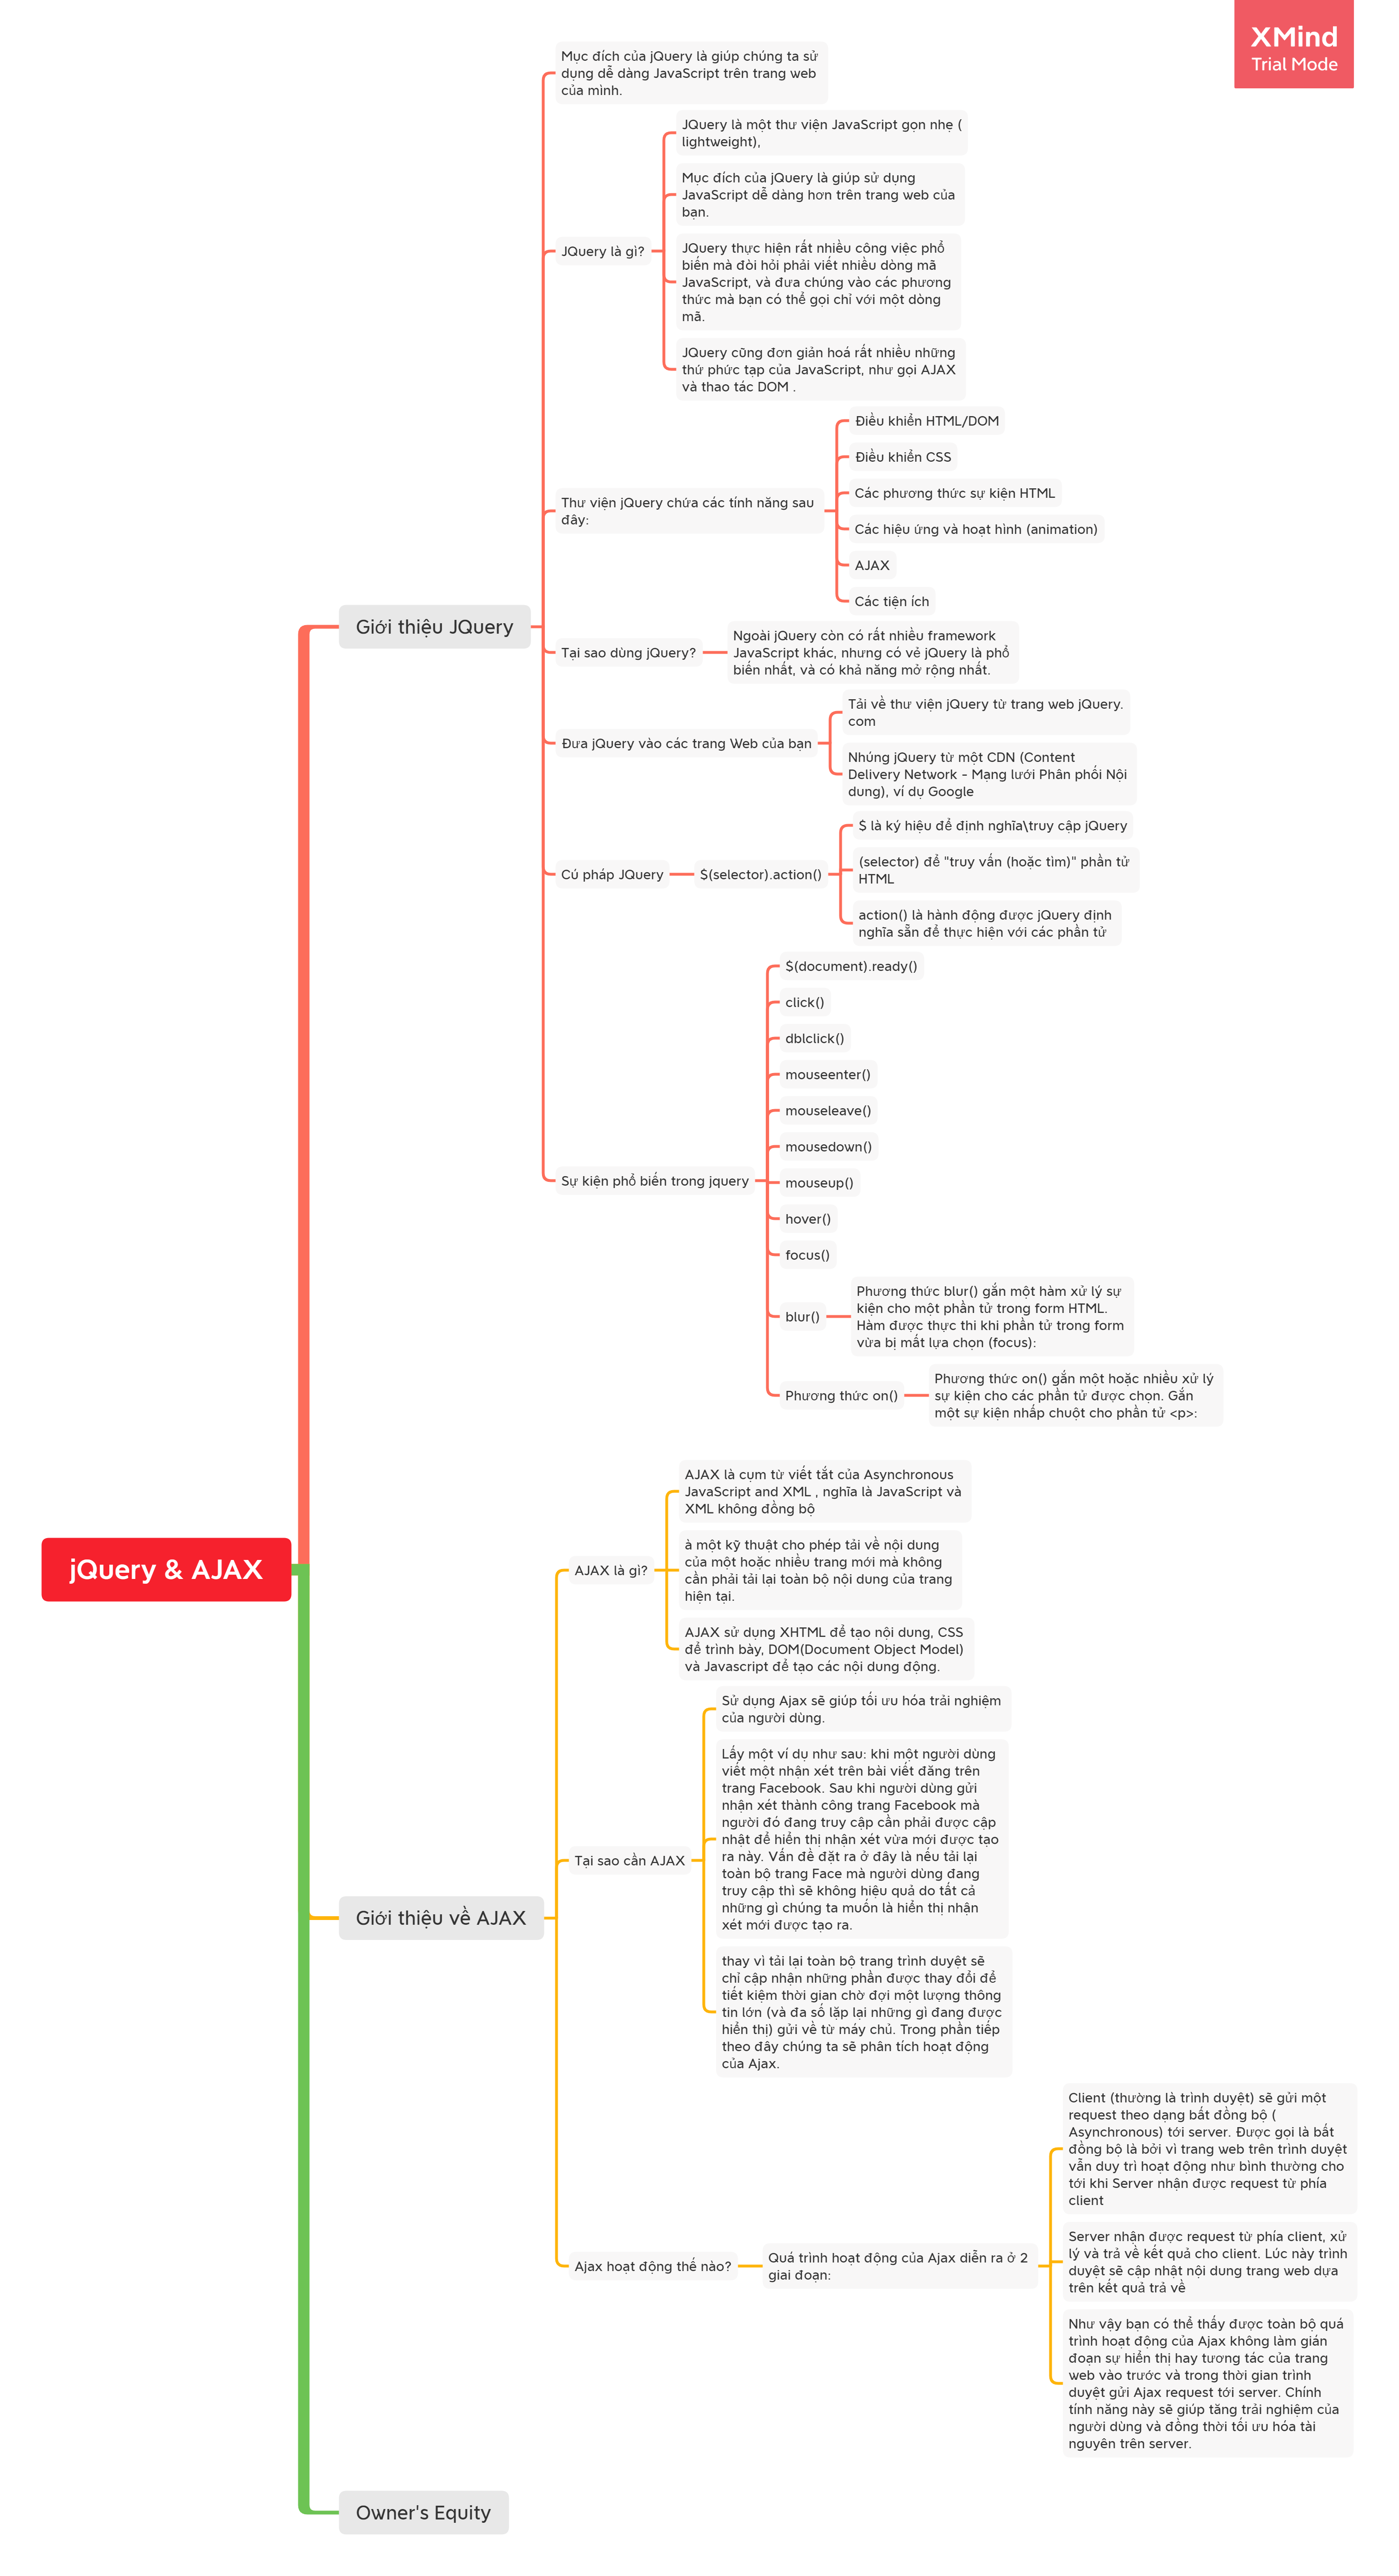 XMind
Trial Mode
Mục đích của jQuery là giúp chúng ta sử
dụng dễ dàng JavaScript trên trang web
của mình.
JQuery là một thư viện JavaScript gọn nhẹ (
lightweight),
Mục đích của jQuery là giúp sử dụng
JavaScript dễ dàng hơn trên trang web của
bạn.
JQuery là gì?
JQuery thực hiện rất nhiều công việc phổ
biến mà đòi hỏi phải viết nhiều dòng mã
JavaScript, và đưa chúng vào các phương
thức mà bạn có thể gọi chỉ với một dòng
mã.
JQuery cũng đơn giản hoá rất nhiều những
thứ phức tạp của JavaScript, như gọi AJAX
và thao tác DOM .
Điều khiển HTML/DOM
Điều khiển CSS
Các phương thức sự kiện HTML
Thư viện jQuery chứa các tính năng sau
đây:
Các hiệu ứng và hoạt hình (animation)
AJAX
Các tiện ích
Giới thiệu JQuery
Tại sao dùng jQuery?
Ngoài jQuery còn có rất nhiều framework
JavaScript khác, nhưng có vẻ jQuery là phổ
biến nhất, và có khả năng mở rộng nhất.
Đưa jQuery vào các trang Web của bạn
Tải về thư viện jQuery từ trang web jQuery.
com
Nhúng jQuery từ một CDN (Content
Delivery Network - Mạng lưới Phân phối Nội
dung), ví dụ Google
Cú pháp JQuery
$(selector).action()
$ là ký hiệu để định nghĩa\truy cập jQuery
(selector) để "truy vấn (hoặc tìm)" phần tử
HTML
action() là hành động được jQuery định
nghĩa sẵn để thực hiện với các phần tử
Sự kiện phổ biến trong jquery
$(document).ready()
click()
dblclick()
mouseenter()
mouseleave()
mousedown()
mouseup()
hover()
focus()
blur()
Phương thức blur() gắn một hàm xử lý sự
kiện cho một phần tử trong form HTML.
Hàm được thực thi khi phần tử trong form
vừa bị mất lựa chọn (focus):
Phương thức on()
Phương thức on() gắn một hoặc nhiều xử lý
sự kiện cho các phần tử được chọn. Gắn
một sự kiện nhấp chuột cho phần tử <p>:
jQuery & AJAX
Giới thiệu về AJAX
AJAX là gì?
AJAX là cụm từ viết tắt của Asynchronous
JavaScript and XML , nghĩa là JavaScript và
XML không đồng bộ
à một kỹ thuật cho phép tải về nội dung
của một hoặc nhiều trang mới mà không
cần phải tải lại toàn bộ nội dung của trang
hiện tại.
AJAX sử dụng XHTML để tạo nội dung, CSS
để trình bày, DOM(Document Object Model)
và Javascript để tạo các nội dung động.
Tại sao cần AJAX
Sử dụng Ajax sẽ giúp tối ưu hóa trải nghiệm
của người dùng.
Lấy một ví dụ như sau: khi một người dùng
viết một nhận xét trên bài viết đăng trên
trang Facebook. Sau khi người dùng gửi
nhận xét thành công trang Facebook mà
người đó đang truy cập cần phải được cập
nhật để hiển thị nhận xét vừa mới được tạo
ra này. Vấn đề đặt ra ở đây là nếu tải lại
toàn bộ trang Face mà người dùng đang
truy cập thì sẽ không hiệu quả do tất cả
những gì chúng ta muốn là hiển thị nhận
xét mới được tạo ra.
thay vì tải lại toàn bộ trang trình duyệt sẽ
chỉ cập nhận những phần được thay đổi để
tiết kiệm thời gian chờ đợi một lượng thông
tin lớn (và đa số lặp lại những gì đang được
hiển thị) gửi về từ máy chủ. Trong phần tiếp
theo đây chúng ta sẽ phân tích hoạt động
của Ajax.
Ajax hoạt động thế nào?
Quá trình hoạt động của Ajax diễn ra ở 2
giai đoạn:
Client (thường là trình duyệt) sẽ gửi một
request theo dạng bất đồng bộ (
Asynchronous) tới server. Được gọi là bất
đồng bộ là bởi vì trang web trên trình duyệt
vẫn duy trì hoạt động như bình thường cho
tới khi Server nhận được request từ phía
client
Server nhận được request từ phía client, xử
lý và trả về kết quả cho client. Lúc này trình
duyệt sẽ cập nhật nội dung trang web dựa
trên kết quả trả về
Như vậy bạn có thể thấy được toàn bộ quá
trình hoạt động của Ajax không làm gián
đoạn sự hiển thị hay tương tác của trang
web vào trước và trong thời gian trình
duyệt gửi Ajax request tới server. Chính
tính năng này sẽ giúp tăng trải nghiệm của
người dùng và đồng thời tối ưu hóa tài
nguyên trên server.
Owner's Equity